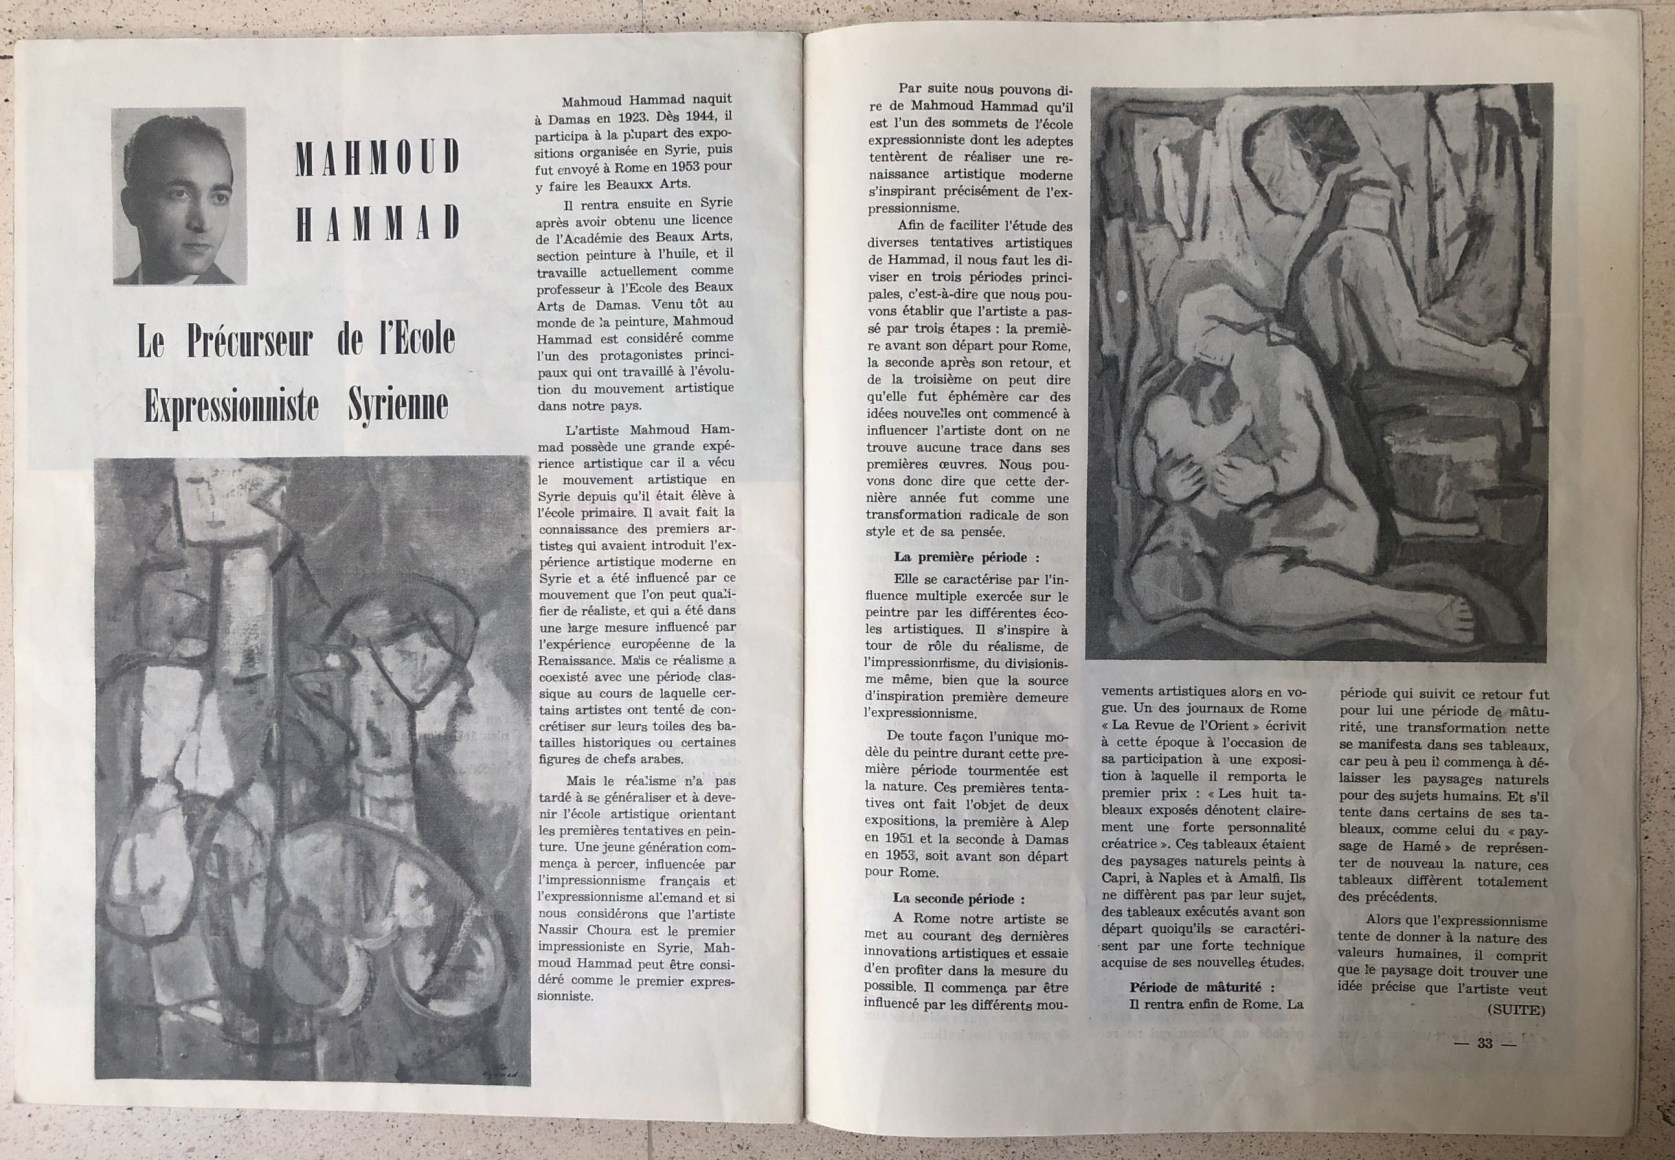 MAHMOUD
HAMMAD
Le Précurseur de l'Ecole
Expressionniste Syrienne
Mahmoud Hammad naquit
à Damas en 1923. Dès 1944, il
participa à la plupart des expo-
sitions organisée en Syrie, puis
fut envoyé à Rome en 1953 pour
y faire les Beauxx Arts.
Il rentra ensuite en Syrie
après avoir obtenu une licence
de l'Académie des Beaux Arts,
section peinture à l'huile, et il
travaille actuellement comme
professeur à l'Ecole des Beaux
Arts de Damas. Venu tôt au
monde de la peinture, Mahmoud
Hammad est considéré comme
l'un des protagonistes princi-
paux qui ont travaillé à l'évolu-
tion du mouvement artistique
dans notre pays.
L'artiste Mahmoud Ham-
mad possède une grande expé-
rience artistique car il a vécu
le mouvement artistique en
Syrie depuis qu'il était élève à
l'école primaire. Il avait fait la
connaissance des premiers ar-
tistes qui avaient introduit l'ex-
périence artistique moderne en
Syrie et a été influencé par ce
mouvement que l'on peut quali-
fier de réaliste, et qui a été dans
une large mesure influencé par
l'expérience européenne de la
Renaissance. Mais ce réalisme a
coexisté avec une période clas-
sique au cours de laquelle cer-
tains artistes ont tenté de con-
crétiser sur leurs toiles des ba-
tailles historiques ou certaines
figures de chefs arabes.
Mais le réalisme n'a pas
tardé à se généraliser et à deve-
nir l'école artistique orientant
les premières tentatives en pein-
ture. Une jeune génération com-
mença à percer, influencée par
l'impressionnisme français et
l'expressionnisme allemand et si
nous considérons que l'artiste
Nassir Choura est le premier
impressioniste en Syrie, Mah-
moud Hammad peut être consi-
déré comme le premier expres-
sionniste.
Par suite nous pouvons di-
re de Mahmoud Hammad qu'il
est l'un des sommets de l'école
expressionniste dont les adeptes
tentèrent de réaliser une re-
naissance artistique moderne
s'inspirant précisément de l'ex-
pressionnisme.
Afin de faciliter l'étude des
diverses tentatives artistiques
de Hammad, il nous faut les di-
viser en trois périodes princi-
pales, c'est-à-dire que nous pou-
vons établir que l'artiste a pas-
sé par trois étapes : la premiè-
re avant son départ pour Rome,
la seconde après son retour, et
de la troisième on peut dire
qu'elle fut éphémère car des
idées nouvelles ont commencé à
influencer l'artiste dont on ne
trouve aucune trace dans ses
premières œuvres. Nous pou-
vons donc dire que cette der-
nière année fut comme une
transformation radicale de son
style et de sa pensée.
La première période :
Elle se caractérise par l'in-
fluence multiple exercée sur le
peintre par les différentes éco-
les artistiques. Il s'inspire à
tour de rôle du réalisme, de
l'impressionnisme, du divisionis-
me même, bien que la source
d'inspiration première demeure
l'expressionnisme.
De toute façon l'unique mo-
dèle du peintre durant cette pre-
mière période tourmentée est
la nature. Ces premières tenta-
tives ont fait l'objet de deux
expositions, la première à Alep
en 1951 et la seconde à Damas
en 1953, soit avant son départ
pour Rome.
La seconde période :
A Rome notre artiste se
met au courant des dernières
innovations artistiques et essaie
d'en profiter dans la mesure du
possible. Il commença par être
influencé par les différents mou-
vements artistiques alors en vo-
gue. Un des journaux de Rome
« La Revue de l'Orient » écrivit
à cette époque à l'occasion de
sa participation à une exposi-
tion à laquelle il remporta le
premier prix : « Les huit ta-
bleaux exposés dénotent claire-
ment une forte personnalité
créatrice ». Ces tableaux étaient
des paysages naturels peints à
Capri, à Naples et à Amalfi. Ils
ne diffèrent pas par leur sujet,
des tableaux exécutés avant son
départ quoiqu'ils se caractéri-
sent par une forte technique
acquise de ses nouvelles études.
Période de mâturité :
Il rentra enfin de Rome. La
période qui suivit ce retour fut
pour lui une période de mâtu-
rité, une transformation nette
se manifesta dans ses tableaux,
car peu à peu il commença à dé-
laisser les paysages naturels
pour des sujets humains. Et s'il
tente dans certains de ses ta-
bleaux, comme celui du « pay-
sage de Hamé » de représen-
ter de nouveau la nature, ces
tableaux diffèrent totalement
des précédents.
Alors que l'expressionnisme
tente de donner à la nature des
valeurs humaines, il comprit
que le paysage doit trouver une
idée précise que l'artiste veut
(SUITE)
— 33 —